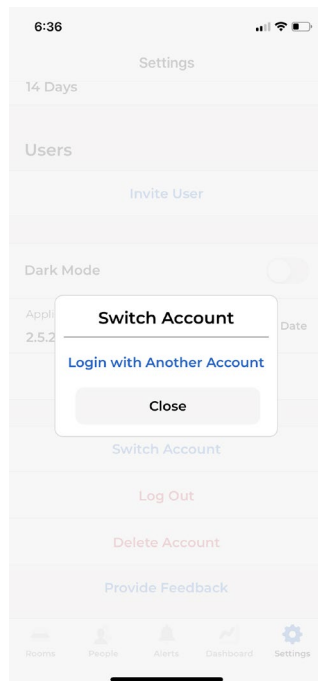 6:36
Settings
14 Days
Users
Invite User
Dark Mode
Appli
Date
2.5.2
Switch Account
Login with Another Account
Close
Switch Account
Log Out
Delete Account
Provide Feedback
Rooms People Alerts Dashboard Settings